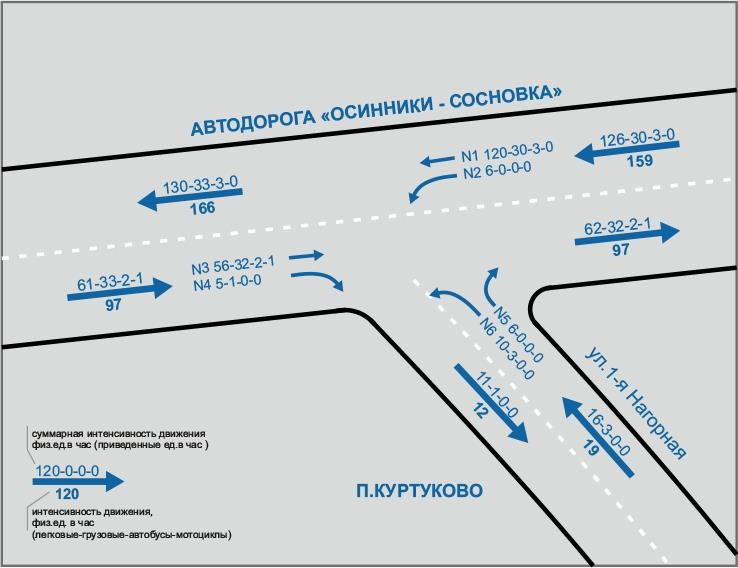 АВТОДОРОГА «ОСИННИКИ - СОСНОВКА»
N1 120-30-3-0
N2 6-0-0-0
126-30-3-0
159
130-33-3-0
166
62-32-2-1
97
61-33-2-1
97
N3 56-32-2-1
N4 5-1-0-0
N5 6-0-0-0
N6 10-3-0-0
ул.1-я Нагорная
11-1-0-0
12
16-3-0-0
19
суммарная интенсивность движения
физ.ед.в час (приведенные ед.в час )
120-0-0-0
120
интенсивность движения,
физ.ед. в час
(легковые-грузовые-автобусы-мотоциклы)
П.КУРТУКОВО